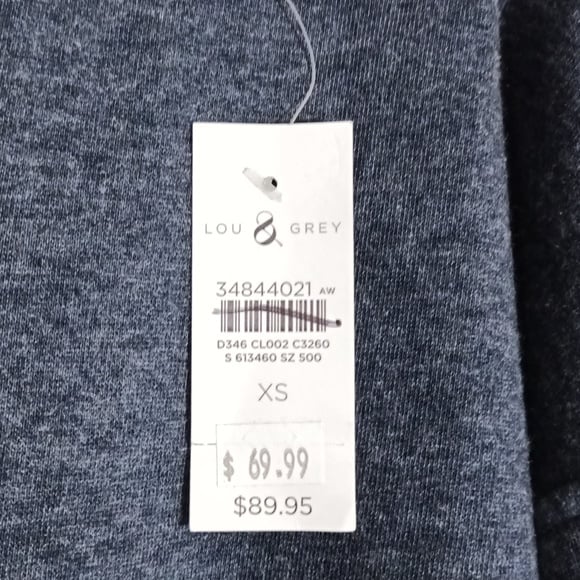 LOU & GREY
34844021 AW
D346 CL002 C3260
S 613460 SZ 500
XS
$ 69.99
$89.95